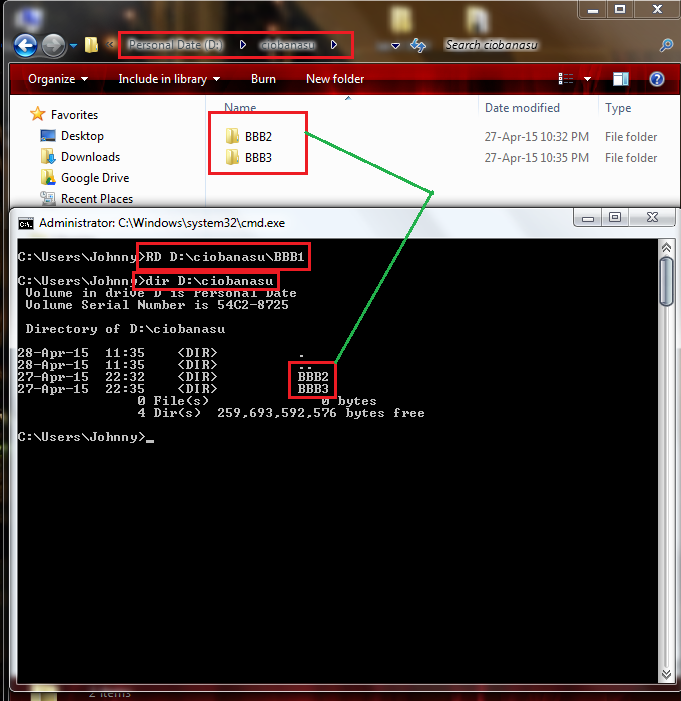 Personal Date (D:) ciobanasu
Search ciobanasu
Organize Include in library Burn New folder
Name Date modified Type
Favorites
Desktop
Downloads
Google Drive
Recent Places
BBB2 27-Apr-15 10:32 PM File folder
BBB3 27-Apr-15 10:35 PM File folder
Administrator: C:\Windows\system32\cmd.exe
C:\Users\Johnny>RD D:\ciobanasu\BBB1
C:\Users\Johnny>dir D:\ciobanasu
Volume in drive D is Personal Date
Volume Serial Number is 54C2-8725
Directory of D:\ciobanasu
28-Apr-15 11:35 <DIR> .
28-Apr-15 11:35 <DIR> ..
27-Apr-15 22:32 <DIR> BBB2
27-Apr-15 22:35 <DIR> BBB3
0 File(s) 0 bytes
4 Dir(s) 259,693,592,576 bytes free
C:\Users\Johnny>_
2 items